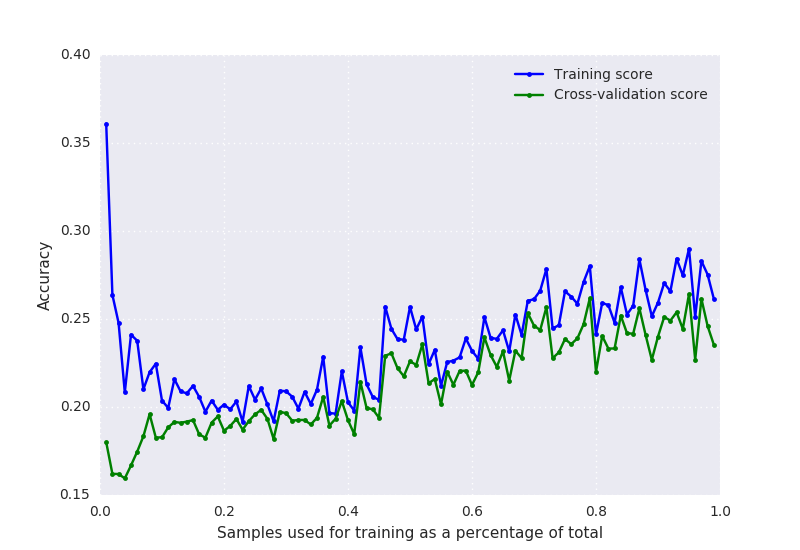 0.40
Training score
Cross-validation score
0.35
0.30
Accuracy
0.25
0.20
0.15
0.0 0.2 0.4 0.6 0.8 1.0
Samples used for training as a percentage of total